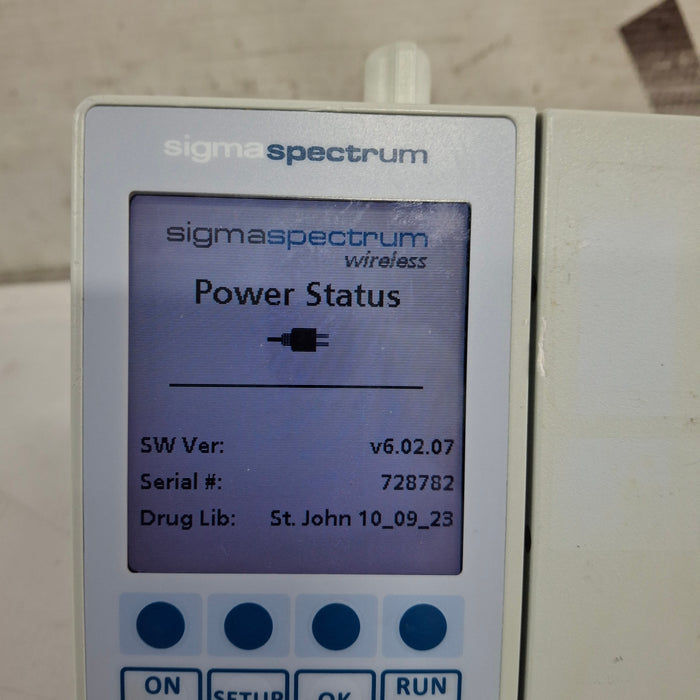 sigmaspectrum
sigmaspectrum
wireless
Power Status
SW Ver: v6.02.07
Serial #: 728782
Drug Lib: St. John 10_09_23
ON SETUP OK RUN